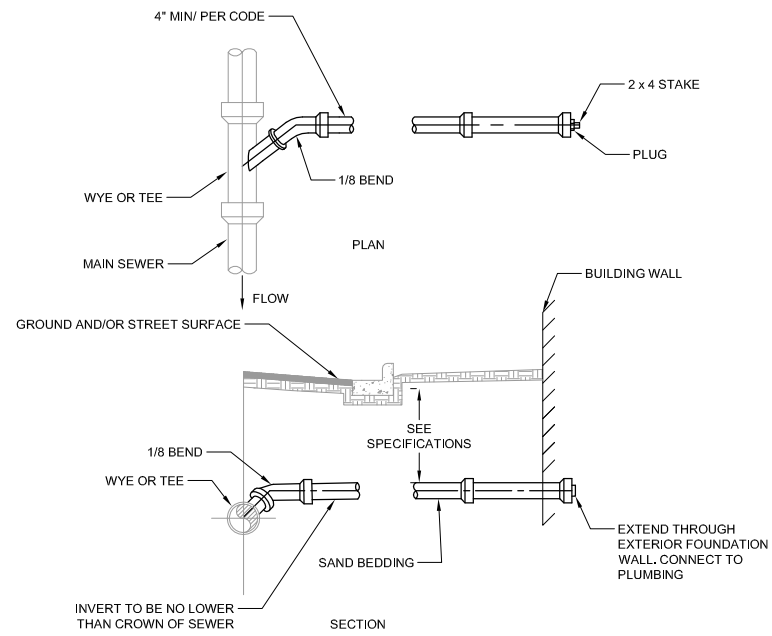 4" MIN/ PER CODE
2 x 4 STAKE
PLUG
1/8 BEND
WYE OR TEE
PLAN
MAIN SEWER
BUILDING WALL
FLOW
GROUND AND/OR STREET SURFACE
SEE
SPECIFICATIONS
1/8 BEND
WYE OR TEE
EXTEND THROUGH
EXTERIOR FOUNDATION
WALL. CONNECT TO
PLUMBING
SAND BEDDING
INVERT TO BE NO LOWER
THAN CROWN OF SEWER
SECTION